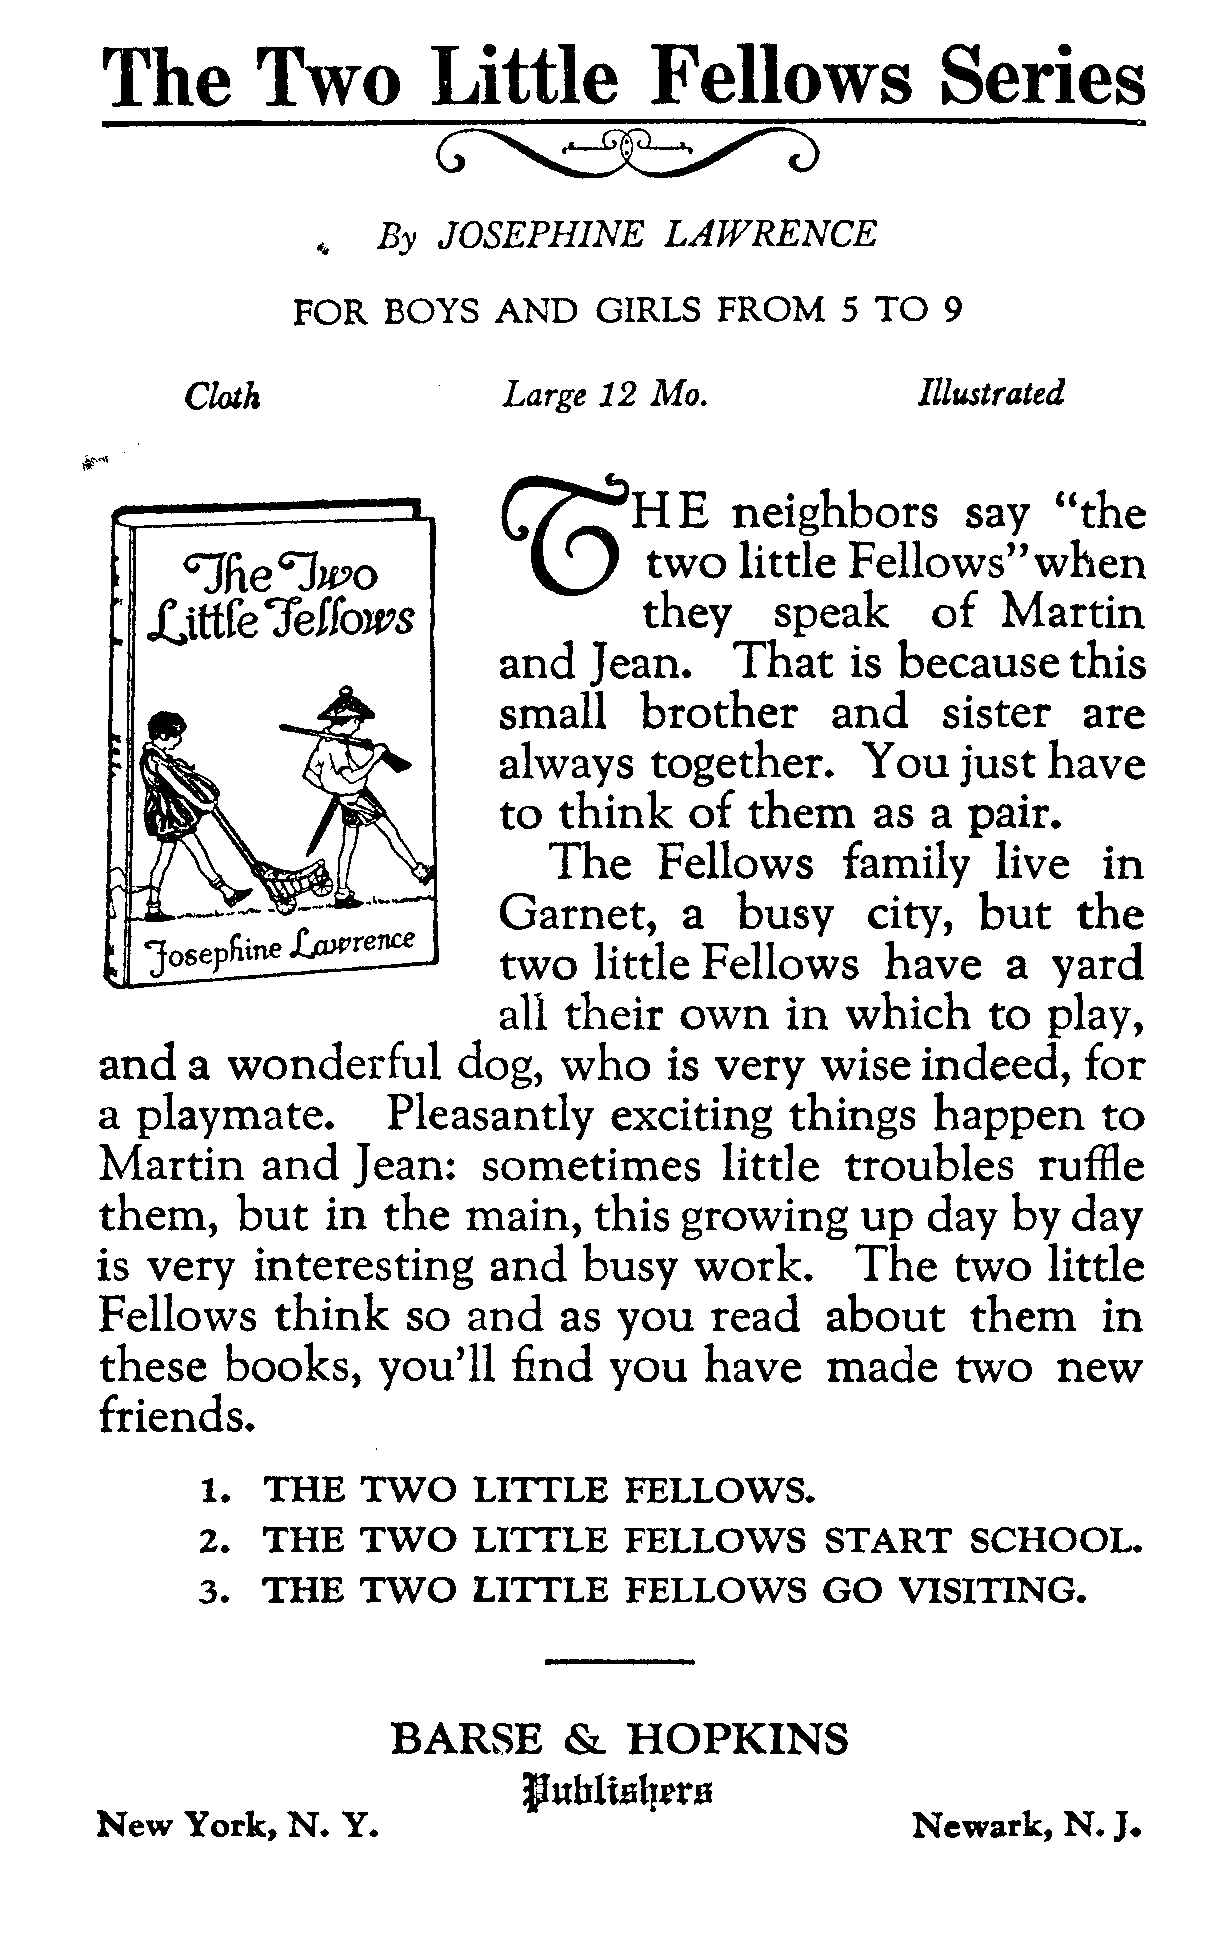 The Two Little Fellows Series
By JOSEPHINE LAWRENCE
FOR BOYS AND GIRLS FROM 5 TO 9
Cloth Large 12 Mo. Illustrated
The Two
Little Fellows
Josephine Lawrence
THE neighbors say “the
two little Fellows” when
they speak of Martin
and Jean. That is because this
small brother and sister are
always together. You just have
to think of them as a pair.
The Fellows family live in
Garnet, a busy city, but the
two little Fellows have a yard
all their own in which to play,
and a wonderful dog, who is very wise indeed, for
a playmate. Pleasantly exciting things happen to
Martin and Jean: sometimes little troubles ruffle
them, but in the main, this growing up day by day
is very interesting and busy work. The two little
Fellows think so and as you read about them in
these books, you’ll find you have made two new
friends.
1. THE TWO LITTLE FELLOWS.
2. THE TWO LITTLE FELLOWS START SCHOOL.
3. THE TWO LITTLE FELLOWS GO VISITING.
BARSE & HOPKINS
Publishers
New York, N. Y. Newark, N. J.